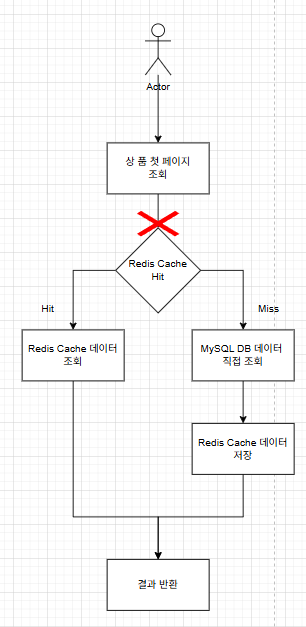 Actor
상 품 첫 페이지
조회
Redis Cache
Hit
Hit
Miss
Redis Cache 데이터
조회
MySQL DB 데이터
직접 조회
Redis Cache 데이터
저장
결과 반환